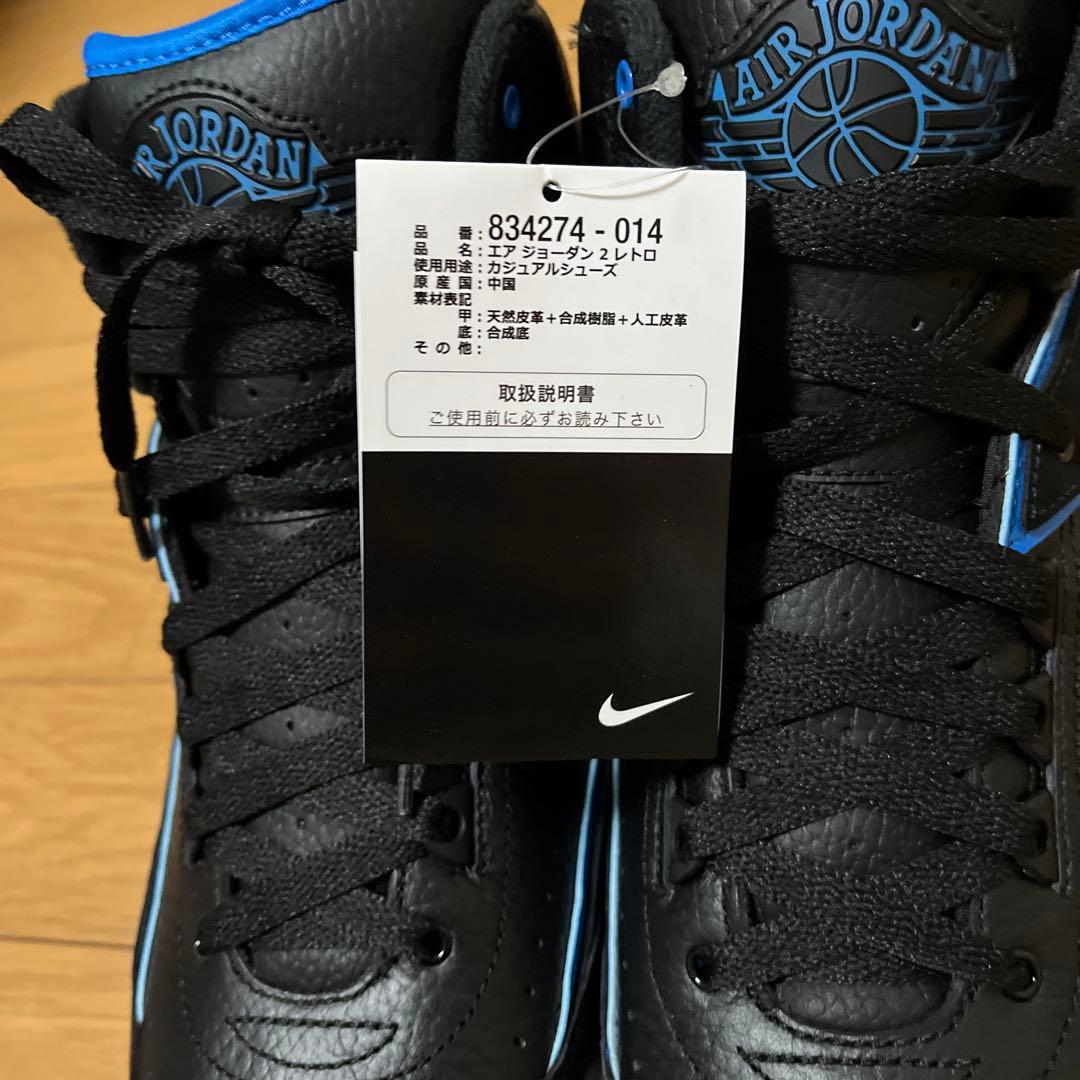 AIR JORDAN
AIR JORDAN
品 番：834274 - 014
品 名：エア ジョーダン 2 レトロ
使用用途：カジュアルシューズ
原 産 国：中国
素材表記
甲：天然皮革＋合成樹脂＋人工皮革
底：合成底
そ の 他：
取扱説明書
ご使用前に必ずお読み下さい